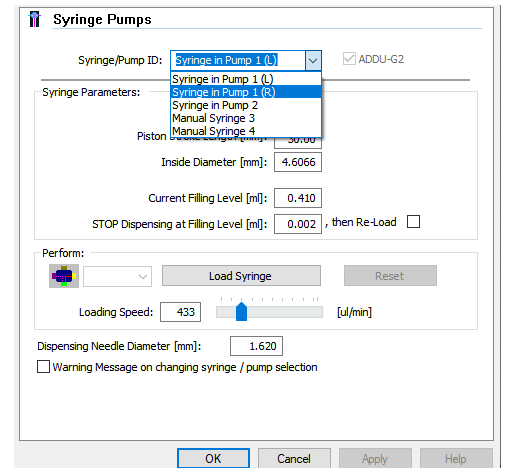 Syringe Pumps
Syringe/Pump ID: Syringe in Pump 1 (L) ADDU-G2
Syringe in Pump 1 (L)
Syringe in Pump 1 (R)
Syringe in Pump 2
Manual Syringe 3
Manual Syringe 4
Syringe Parameters:
Piston Stroke Length [mm]: 30.00
Inside Diameter [mm]: 4.6066
Current Filling Level [ml]: 0.410
STOP Dispensing at Filling Level [ml]: 0.002 , then Re-Load
Perform:
Load Syringe Reset
Loading Speed: 433 [ul/min]
Dispensing Needle Diameter [mm]: 1.620
Warning Message on changing syringe / pump selection
OK Cancel Apply Help